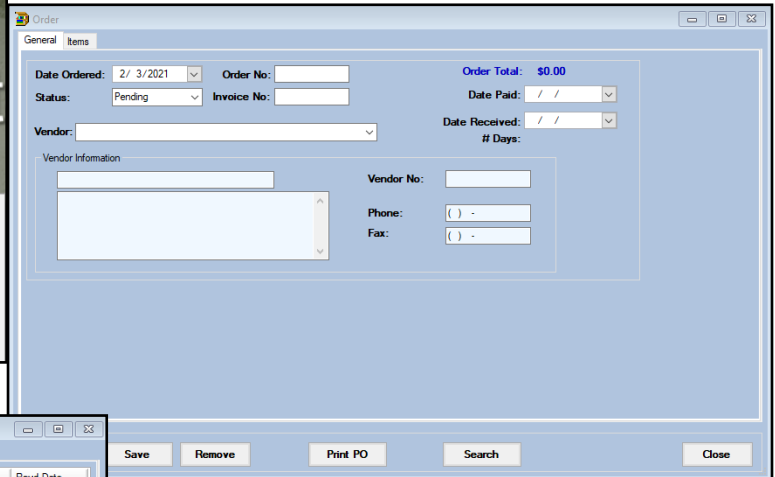 Order
General Items
Date Ordered: 2/ 3/2021 Order No: Order Total: $0.00
Status: Pending Invoice No: Date Paid: / /
Vendor: Date Received: / /
# Days:
Vendor Information
Vendor No:
Phone: ( ) -
Fax: ( ) -
Save Remove Print PO Search Close